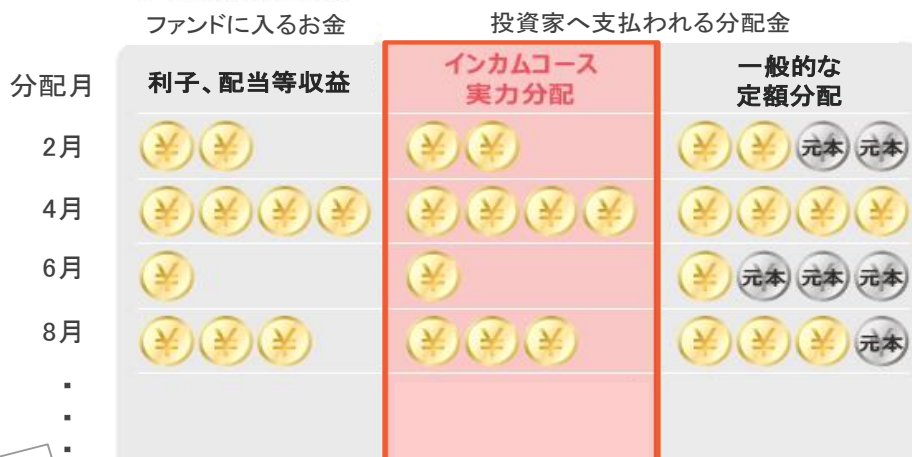 ファンドに入るお金
投資家へ支払われる分配金
分配月
利子、配当等収益
インカムコース
実力分配
一般的な
定額分配
2月
¥ ¥
¥ ¥
¥ ¥ 元本 元本
4月
¥ ¥ ¥ ¥
¥ ¥ ¥ ¥
¥ ¥ ¥ ¥
6月
¥
¥
¥ 元本 元本 元本
8月
¥ ¥ ¥
¥ ¥ ¥
¥ ¥ ¥ 元本